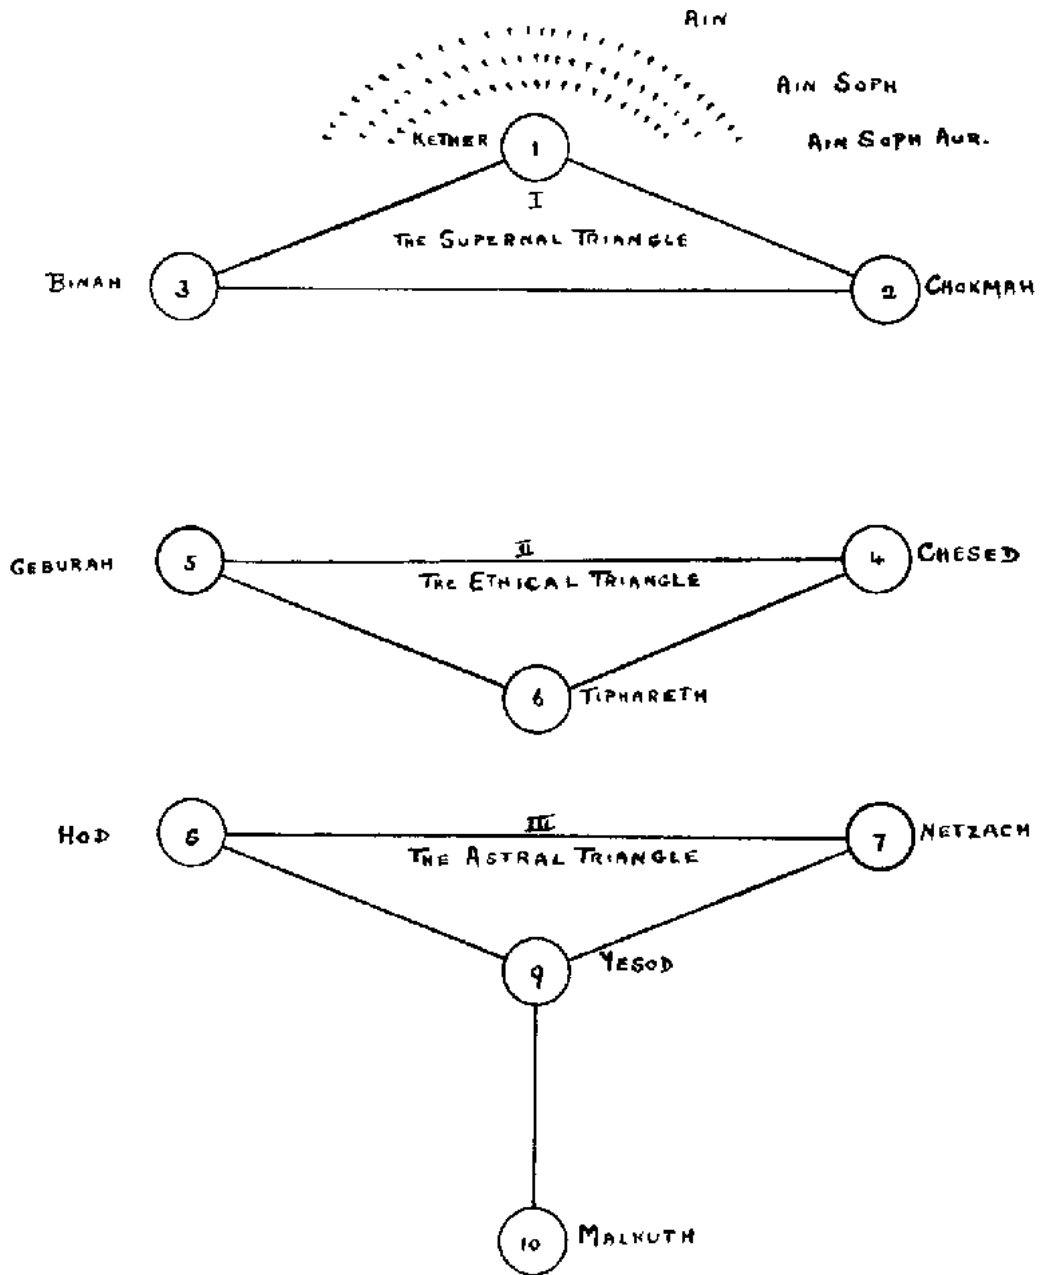 AIN
AIN SOPH
AIN SOPH AUR.
KETHER 1
I
THE SUPERNAL TRIANGLE
BINAH 3 2 CHOKMAH
GEBURAH 5 II 4 CHESED
THE ETHICAL TRIANGLE
6 TIPHARETH
HOD 8 III 7 NETZACH
THE ASTRAL TRIANGLE
9 YESOD
10 MALKUTH